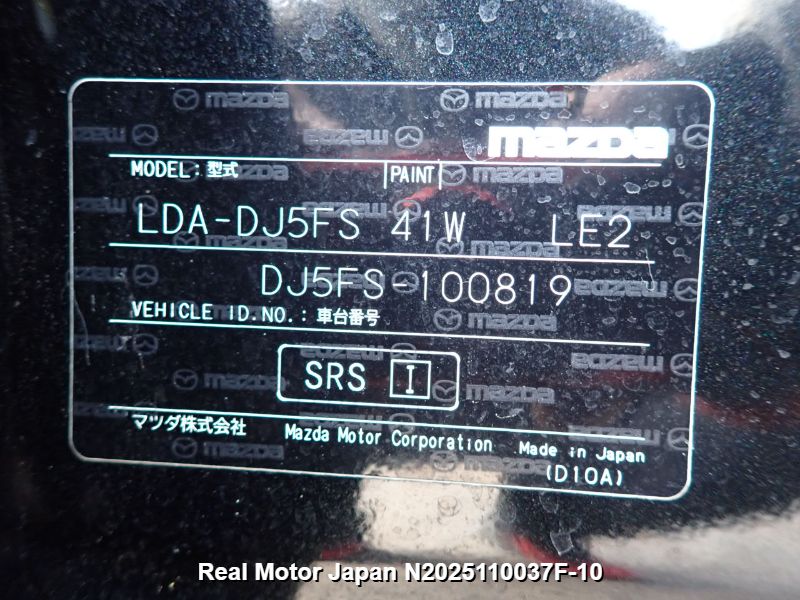 mazda
MODEL: 型式 PAINT
LDA-DJ5FS 41W LE2
DJ5FS-100819
VEHICLE ID.NO.: 車台番号
SRS I
マツダ株式会社 Mazda Motor Corporation Made in Japan
(D10A)
Real Motor Japan N2025110037F-10